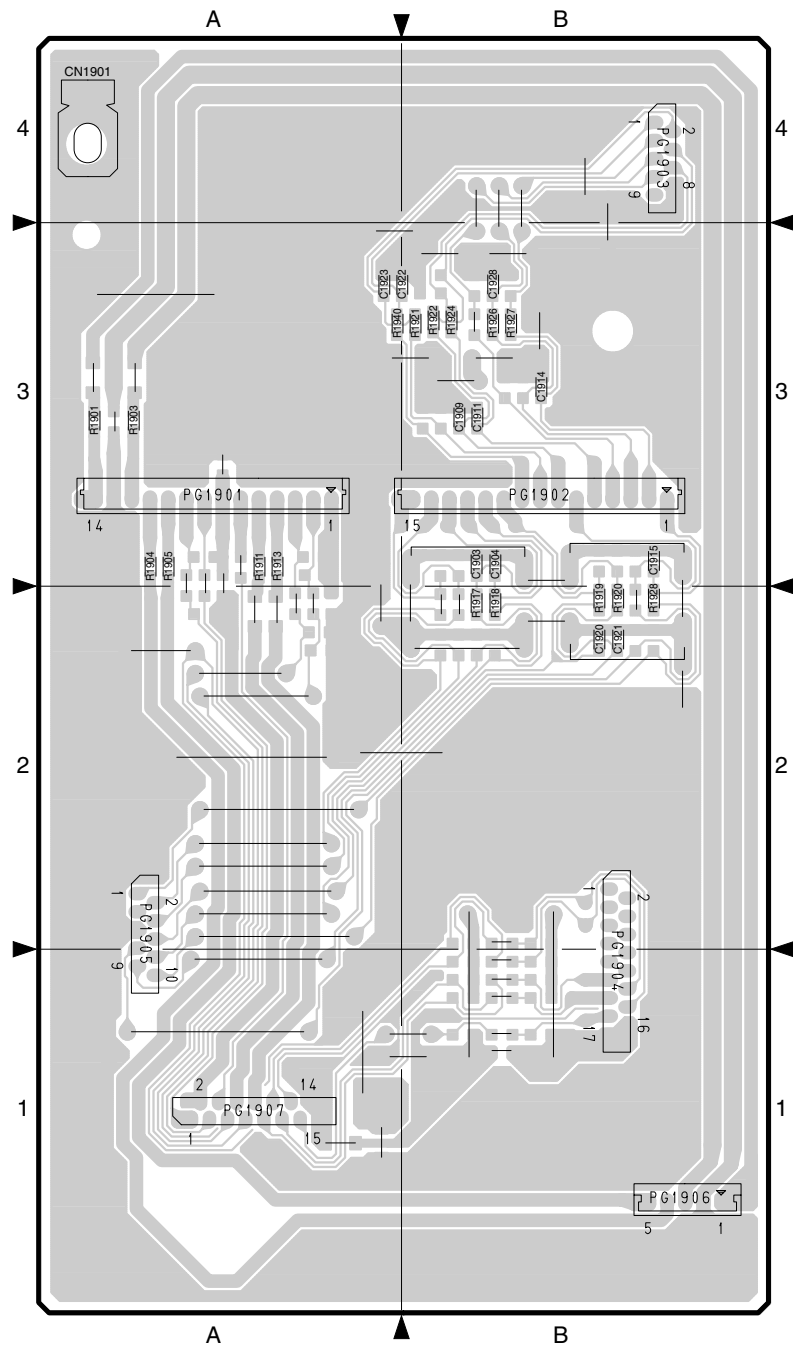 A B
CN1901
4 4
1 2
PG1903
9 8
C1923 C1922 C1928
R1940 R1921 R1922 R1924 R1926 R1927
3 3
C1914
R1901 R1903 C1909 C1911
PG1901 PG1902
14 1 15 1
R1904 R1905 R1911 R1913 C1903 C1904 C1915
R1917 R1918 R1919 R1920 R1928
C1920 C1921
2 2
1 2 1 2
PG1905 PG1904
9 10
17 16
2 14
1 1
PG1907
1 15
PG1906
5 1
A B